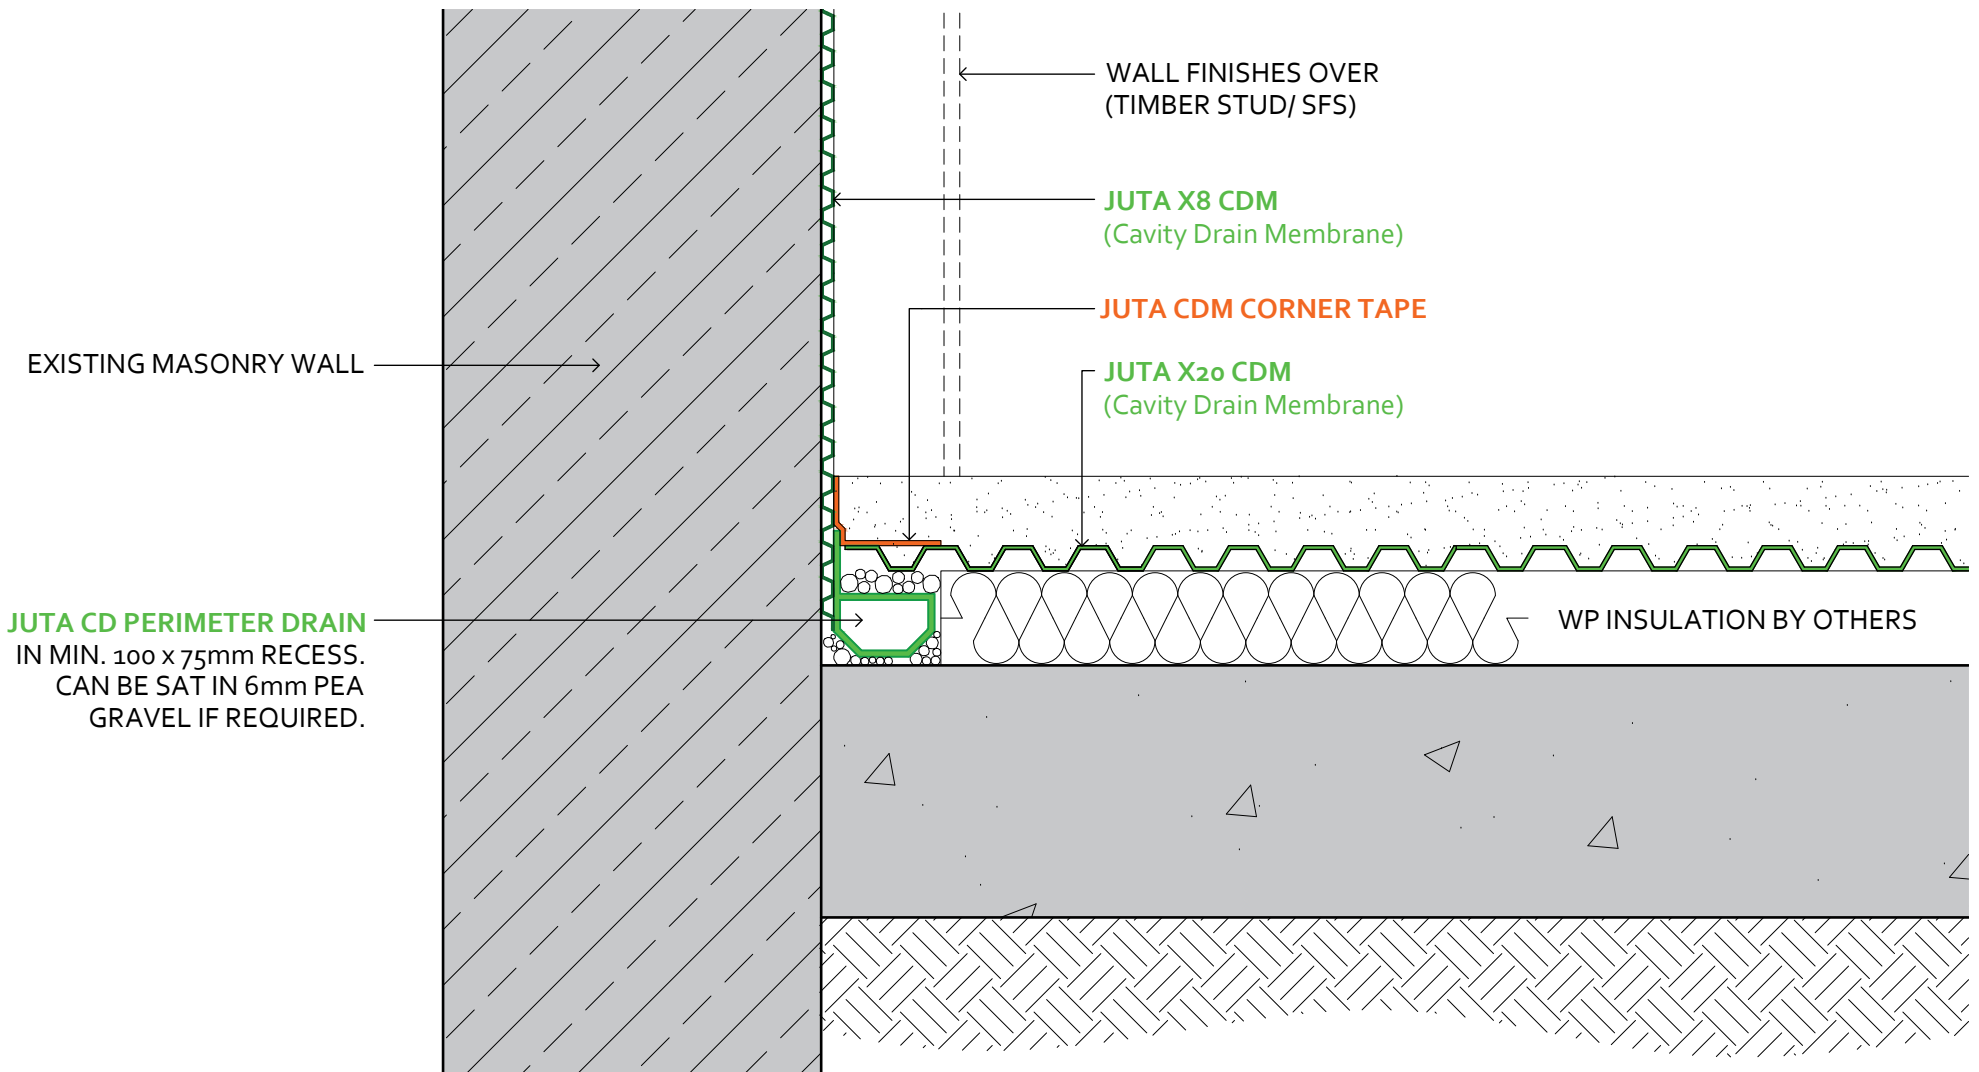 WALL FINISHES OVER
(TIMBER STUD/ SFS)
JUTA X8 CDM
(Cavity Drain Membrane)
JUTA CDM CORNER TAPE
EXISTING MASONRY WALL
JUTA X20 CDM
(Cavity Drain Membrane)
JUTA CD PERIMETER DRAIN
IN MIN. 100 x 75mm RECESS.
CAN BE SAT IN 6mm PEA
GRAVEL IF REQUIRED.
WP INSULATION BY OTHERS